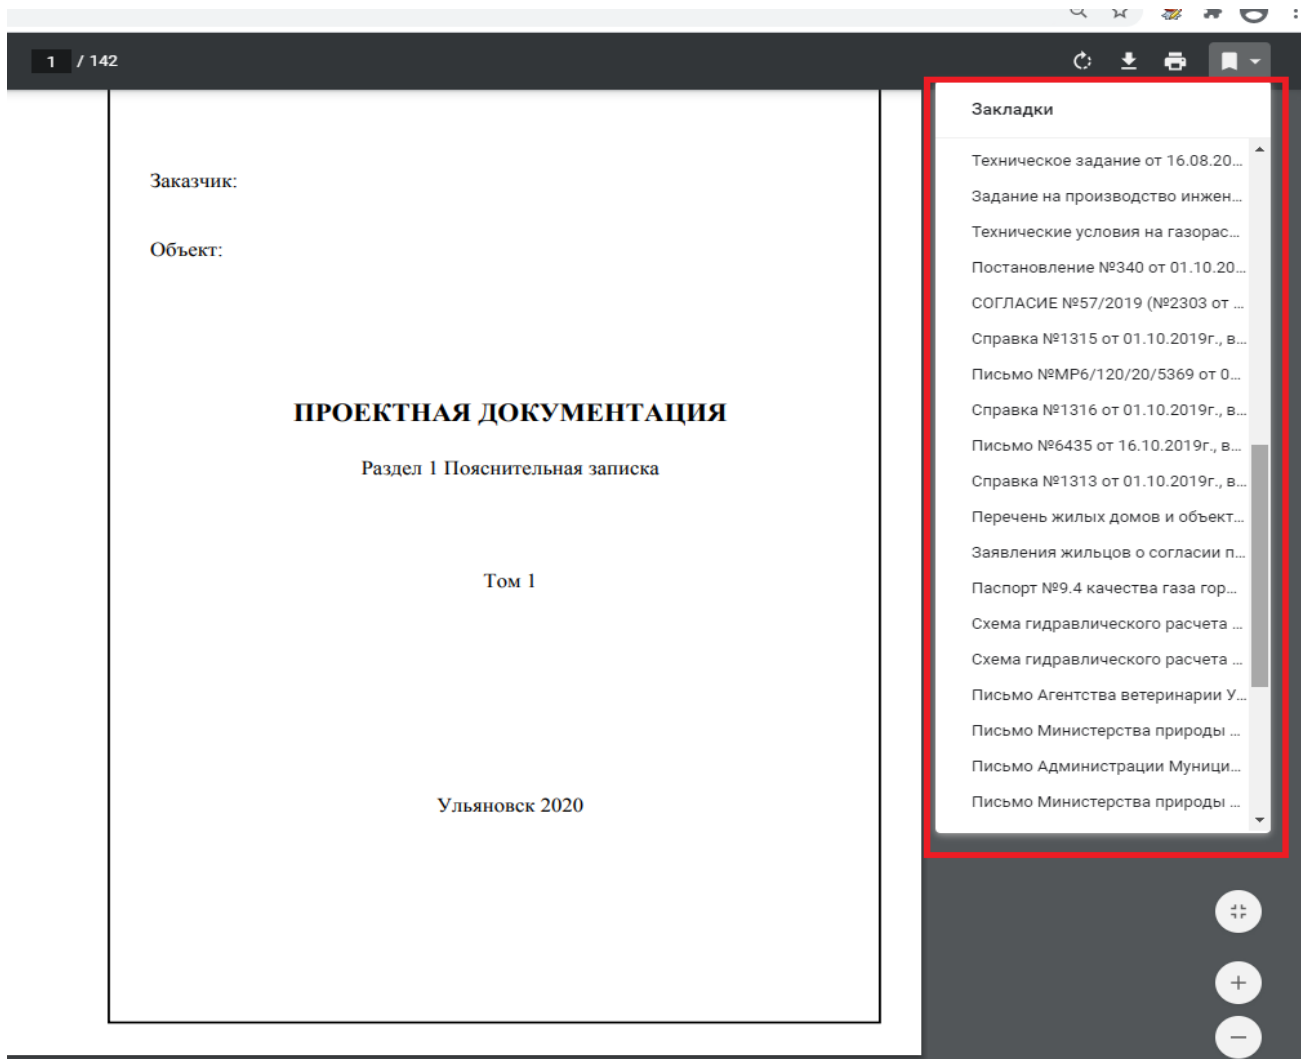 1 / 142
Заказчик:
Объект:
ПРОЕКТНАЯ ДОКУМЕНТАЦИЯ
Раздел 1 Пояснительная записка
Том 1
Ульяновск 2020
Закладки
Техническое задание от 16.08.20...
Задание на производство инжен...
Технические условия на газорас...
Постановление №340 от 01.10.20...
СОГЛАСИЕ №57/2019 (№2303 от ...
Справка №1315 от 01.10.2019г., в...
Письмо №МР6/120/20/5369 от 0...
Справка №1316 от 01.10.2019г., в...
Письмо №6435 от 16.10.2019г., в...
Справка №1313 от 01.10.2019г., в...
Перечень жилых домов и объект...
Заявления жильцов о согласии п...
Паспорт №9.4 качества газа гор...
Схема гидравлического расчета ...
Схема гидравлического расчета ...
Письмо Агентства ветеринарии У...
Письмо Министерства природы ...
Письмо Администрации Муници...
Письмо Министерства природы ...